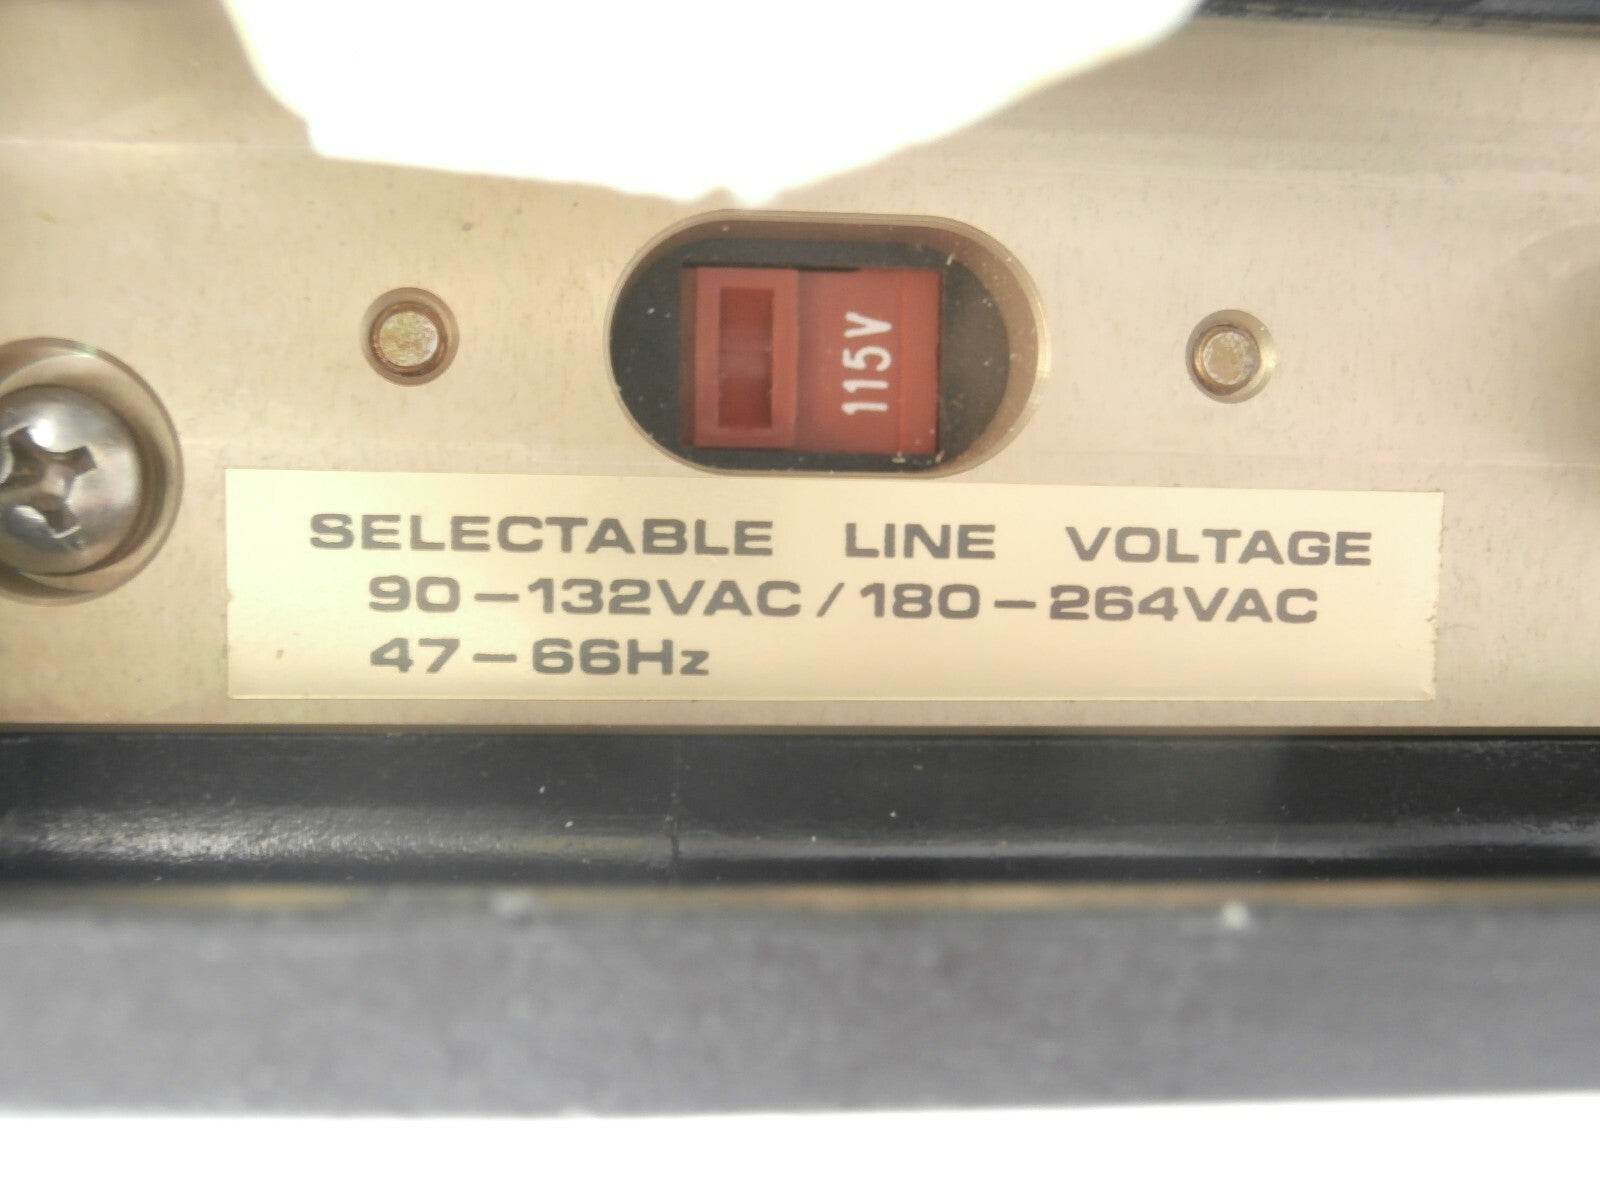 115V
SELECTABLE LINE VOLTAGE
90-132VAC/180-264VAC
47-66Hz